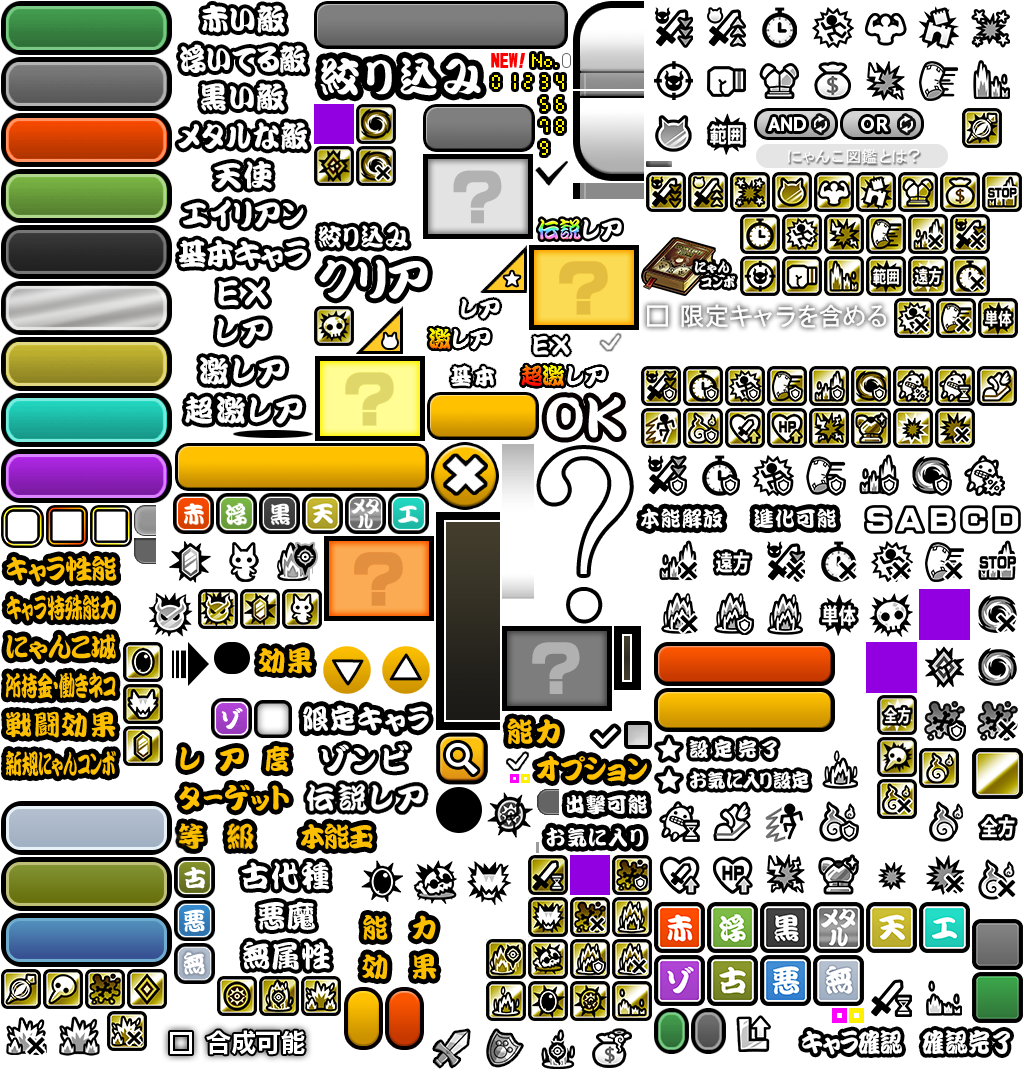 赤い敵
浮いてる敵
黒い敵
メタルな敵
天使
エイリアン
基本キャラ
EX
レア
激レア
超激レア
絞り込み
NEW!
No.
0 1 2 3 4
5 6
7 8
9
?
絞り込み
クリア
伝説レア
?
レア
激レア
EX
基本
超激レア
?
OK
範囲
AND
OR
にゃんこ図鑑とは?
STOP
にゃん
コンボ
範囲
遠方
限定キャラを含める
単体
HP
赤
浮
黒
天
メタル
エ
?
?
本能解放
進化可能
S A B C D
遠方
STOP
単体
キャラ性能
キャラ特殊能力
にゃんこ城
所持金・働きネコ
戦闘効果
新規にゃんコンボ
効果
?
ゾ
限定キャラ
レア度
ゾンビ
ターゲット
伝説レア
等級
本能玉
能力
オプション
出撃可能
お気に入り
設定完了
お気に入り設定
全方
全方
HP
古
古代種
悪
悪魔
無
無属性
能力
効果
赤
浮
黒
メタル
天
エ
ゾ
古
悪
無
合成可能
キャラ確認
確認完了